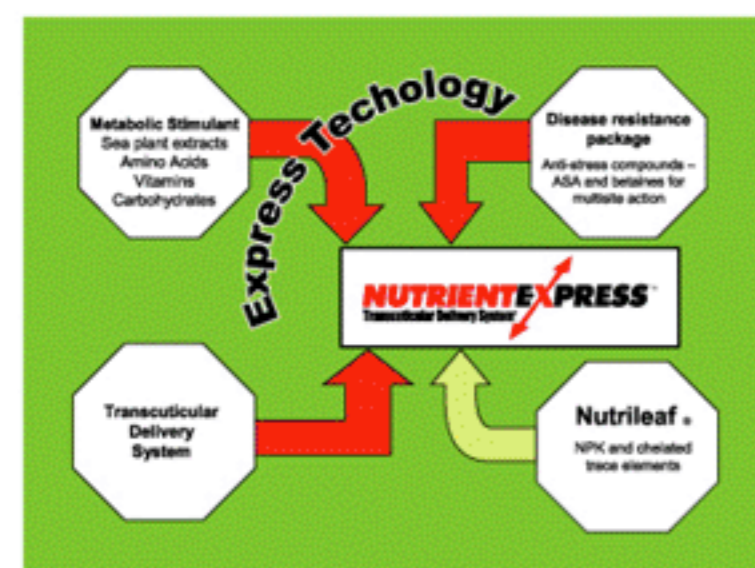 Express Techology
Metabolic Stimulant
Sea plant extracts
Amino Acids
Vitamins
Carbohydrates
Disease resistance
package
Anti-stress compounds –
ASA and betaines for
multisite action
NUTRIENTEXPRESS™
Transcuticular Delivery System
Transcuticular
Delivery
System
Nutrileaf ®
NPK and chelated
trace elements